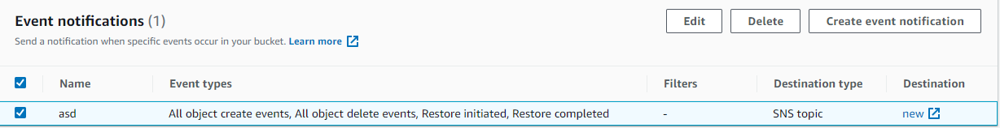 Event notifications (1)
Edit
Delete
Create event notification
Send a notification when specific events occur in your bucket. Learn more
Name Event types Filters Destination type Destination
asd All object create events, All object delete events, Restore initiated, Restore completed - SNS topic new